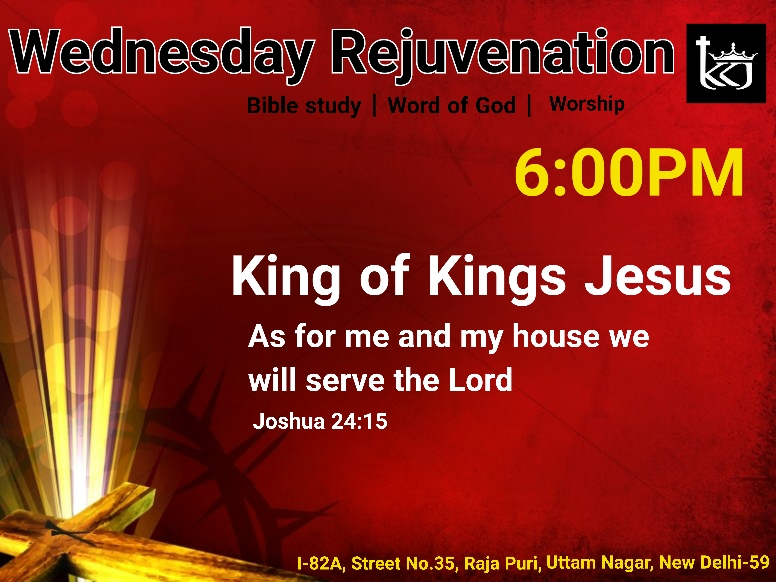 Wednesday Rejuvenation
Bible study | Word of God | Worship
6:00PM
King of Kings Jesus
As for me and my house we
will serve the Lord
Joshua 24:15
I-82A, Street No.35, Raja Puri, Uttam Nagar, New Delhi-59